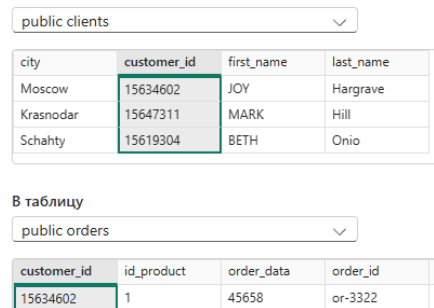 public clients
city customer_id first_name last_name
Moscow 15634602 JOY Hargrave
Krasnodar 15647311 MARK Hill
Schahty 15619304 BETH Onio
В таблицу
public orders
customer_id id_product order_data order_id
15634602 1 45658 or-3322